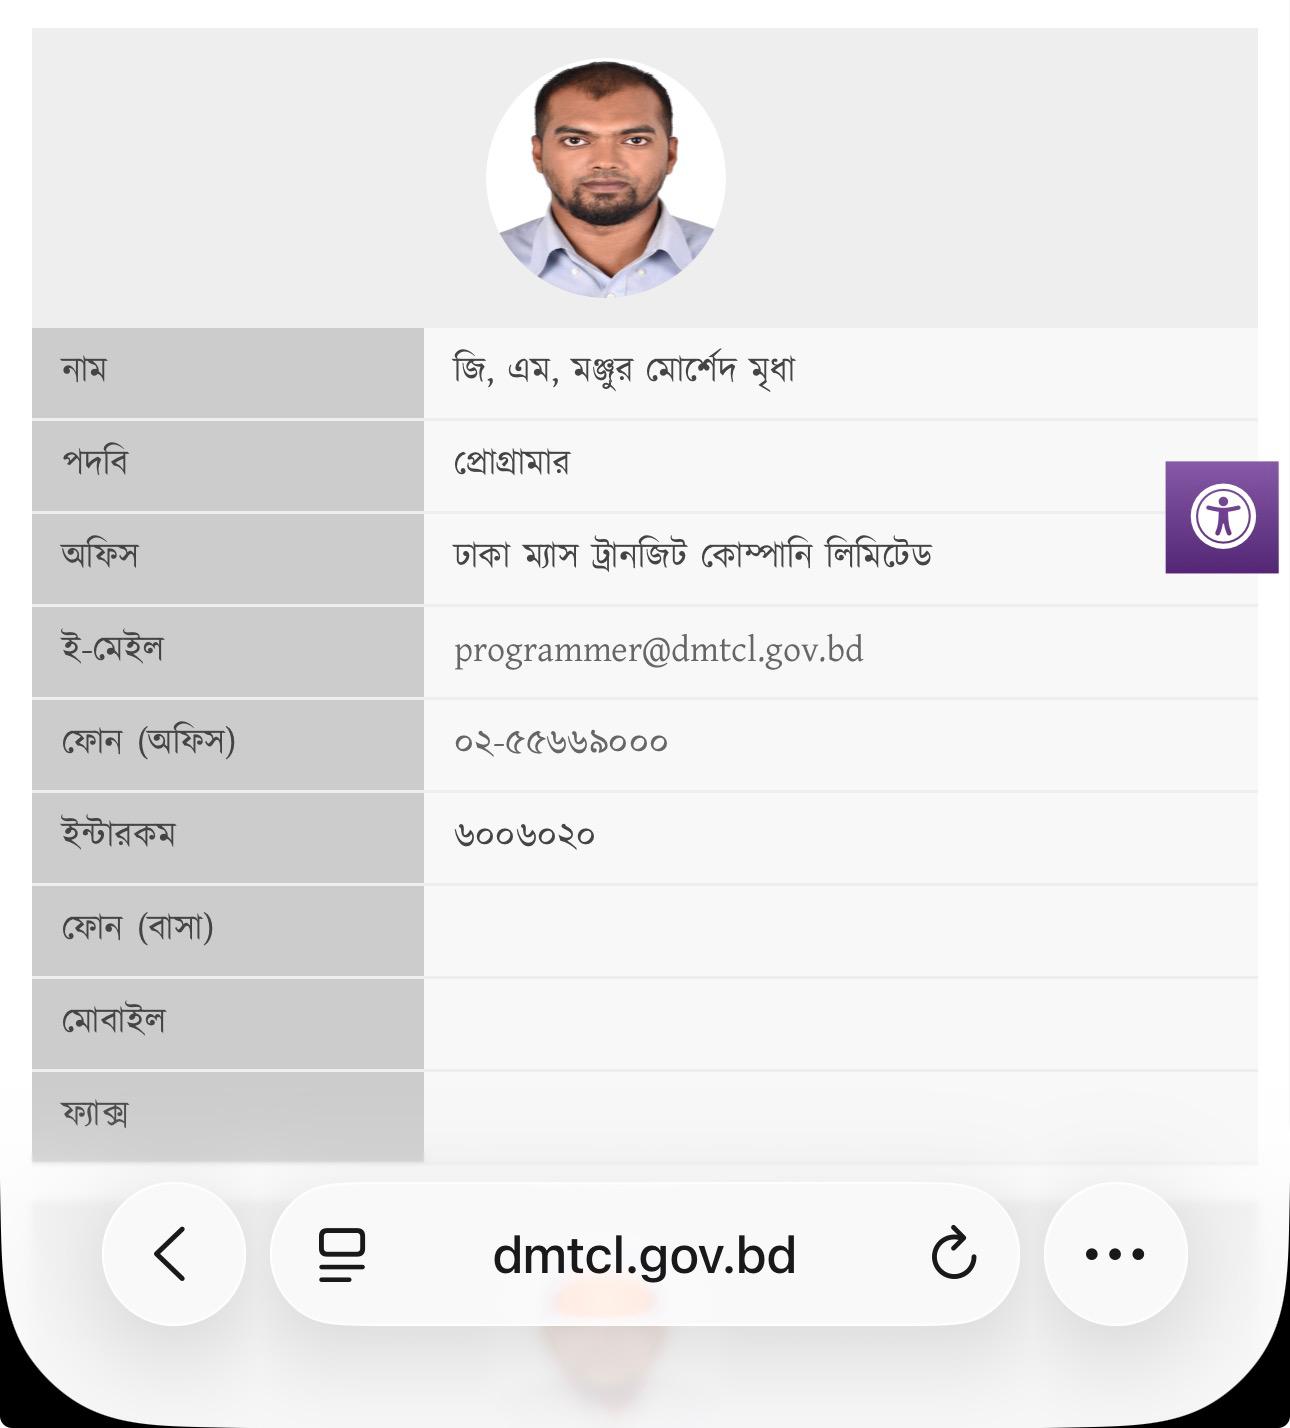 নাম জি, এম, মঞ্জুর মোর্শেদ মৃধা
পদবি প্রোগ্রামার
অফিস ঢাকা ম্যাস ট্রানজিট কোম্পানি লিমিটেড
ই-মেইল programmer@dmtcl.gov.bd
ফোন (অফিস) ০২-৫৫৬৬৯০০০
ইন্টারকম ৬০০৬০২০
ফোন (বাসা)
মোবাইল
ফ্যাক্স
dmtcl.gov.bd